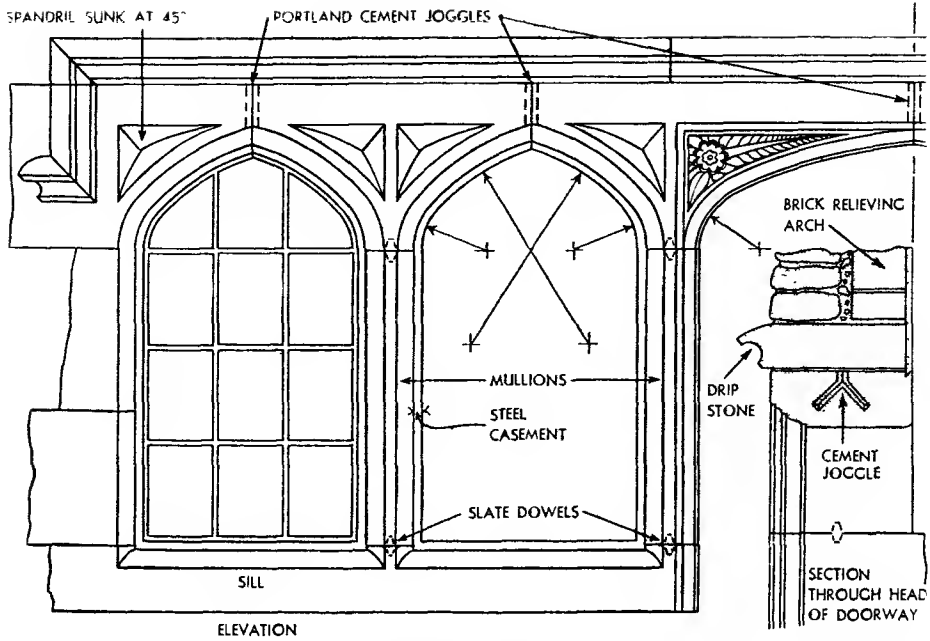 SPANDRIL SUNK AT 45°
PORTLAND CEMENT JOGGLES
BRICK RELIEVING
ARCH
MULLIONS
STEEL
CASEMENT
DRIP
STONE
CEMENT
JOGGLE
SLATE DOWELS
SILL
SECTION
THROUGH HEAD
OF DOORWAY
ELEVATION